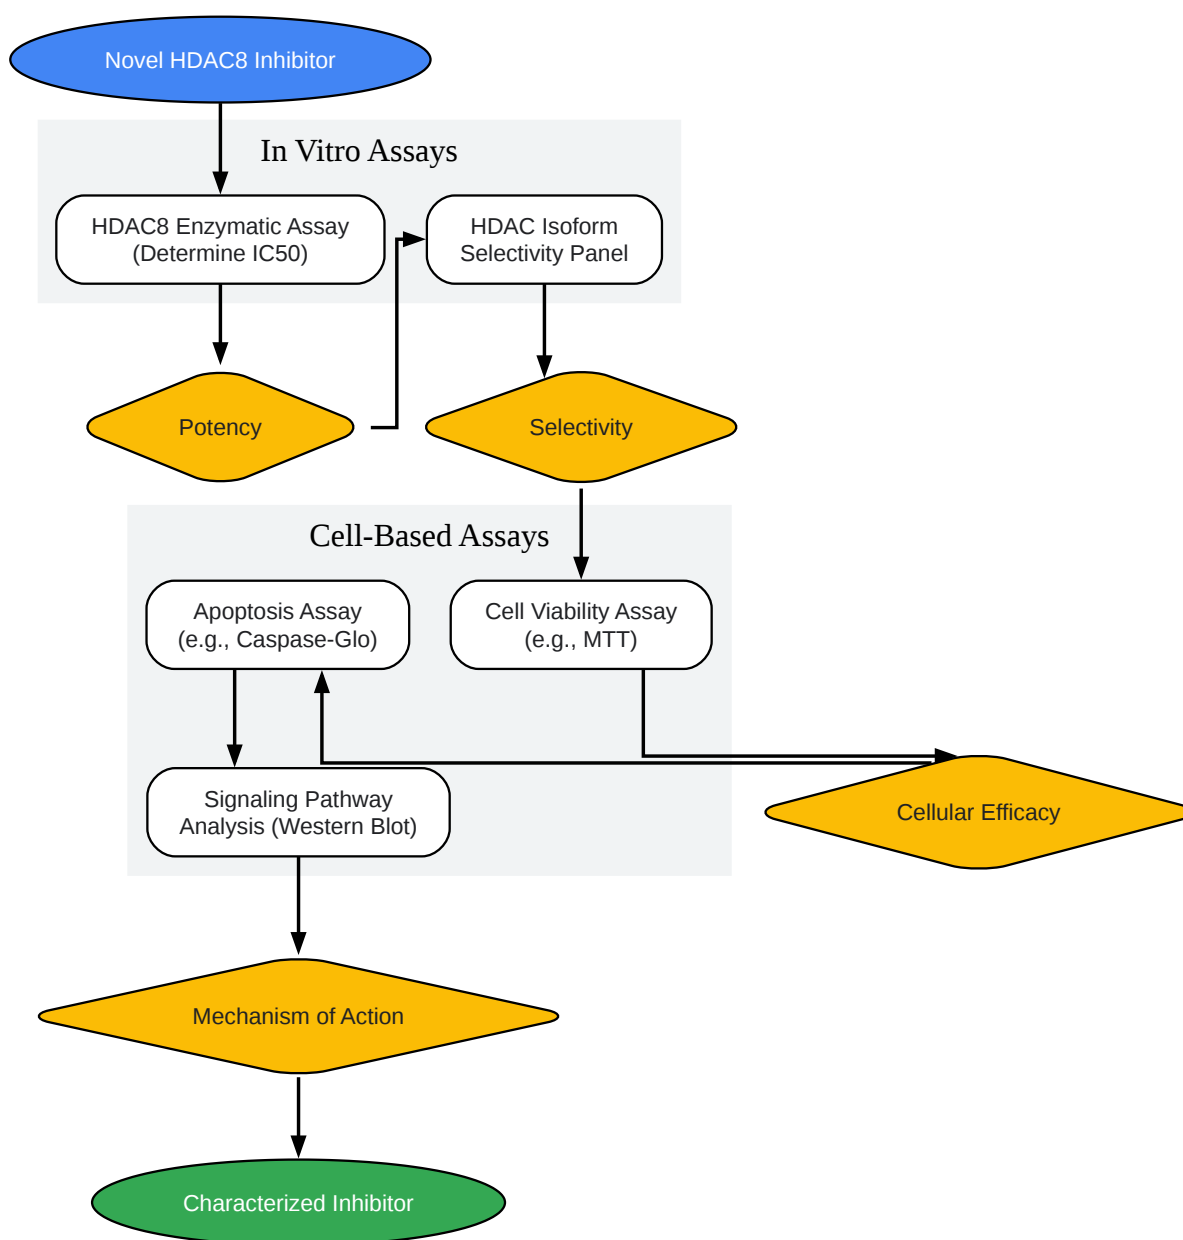 Novel HDAC8 Inhibitor
In Vitro Assays
HDAC8 Enzymatic Assay
(Determine IC50)
HDAC Isoform
Selectivity Panel
Potency
Selectivity
Cell-Based Assays
Apoptosis Assay
(e.g., Caspase-Glo)
Cell Viability Assay
(e.g., MTT)
Signaling Pathway
Analysis (Western Blot)
Cellular Efficacy
Mechanism of Action
Characterized Inhibitor